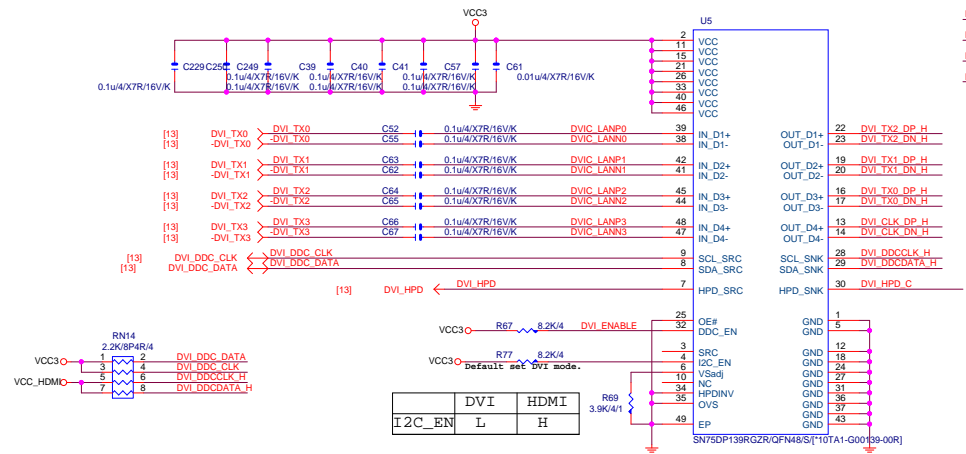 VCC3
U5
C229 C25 C249 C39 C40 C41 C57 C61
0.1u/4/X7R/16V/K 0.1u/4/X7R/16V/K 0.1u/4/X7R/16V/K 0.1u/4/X7R/16V/K 0.01u/4/X7R/16V/K
0.1u/4/X7R/16V/K 0.1u/4/X7R/16V/K 0.1u/4/X7R/16V/K
2 VCC
11 VCC
15 VCC
21 VCC
26 VCC
33 VCC
40 VCC
46 VCC
[13] DVI_TX0 DVI_TX0 C52 0.1u/4/X7R/16V/K DVIC_LANP0 39 IN_D1+ OUT_D1+ 22 DVI_TX2_DP_H
[13] -DVI_TX0 -DVI_TX0 C55 0.1u/4/X7R/16V/K DVIC_LANN0 38 IN_D1- OUT_D1- 23 DVI_TX2_DN_H
[13] DVI_TX1 DVI_TX1 C63 0.1u/4/X7R/16V/K DVIC_LANP1 42 IN_D2+ OUT_D2+ 19 DVI_TX1_DP_H
[13] -DVI_TX1 -DVI_TX1 C62 0.1u/4/X7R/16V/K DVIC_LANN1 41 IN_D2- OUT_D2- 20 DVI_TX1_DN_H
[13] DVI_TX2 DVI_TX2 C64 0.1u/4/X7R/16V/K DVIC_LANP2 45 IN_D3+ OUT_D3+ 16 DVI_TX0_DP_H
[13] -DVI_TX2 -DVI_TX2 C65 0.1u/4/X7R/16V/K DVIC_LANN2 44 IN_D3- OUT_D3- 17 DVI_TX0_DN_H
[13] DVI_TX3 DVI_TX3 C66 0.1u/4/X7R/16V/K DVIC_LANP3 48 IN_D4+ OUT_D4+ 13 DVI_CLK_DP_H
[13] -DVI_TX3 -DVI_TX3 C67 0.1u/4/X7R/16V/K DVIC_LANN3 47 IN_D4- OUT_D4- 14 DVI_CLK_DN_H
[13] DVI_DDC_CLK DVI_DDC_CLK 9 SCL_SRC SCL_SNK 28 DVI_DDCCLK_H
[13] DVI_DDC_DATA DVI_DDC_DATA 8 SDA_SRC SDA_SNK 29 DVI_DDCDATA_H
[13] DVI_HPD DVI_HPD 7 HPD_SRC HPD_SNK 30 DVI_HPD_C
25 OE# GND 1
VCC3 R67 8.2K/4 DVI_ENABLE 32 DDC_EN GND 5
3 SRC GND 12
VCC3 R77 8.2K/4 4 I2C_EN GND 18
Default set DVI mode.
6 VSadj GND 24
10 NC GND 27
34 HPDINV GND 31
35 OVS GND 36
GND 37
49 EP GND 43
R69
3.9K/4/1
SN75DP139RGZR/QFN48/S/[*10TA1-G00139-00R]
RN14
2.2K/8P4R/4
VCC3 1 2 DVI_DDC_DATA
3 4 DVI_DDC_CLK
VCC_HDMI 5 6 DVI_DDCCLK_H
7 8 DVI_DDCDATA_H
DVI HDMI
I2C_EN L H